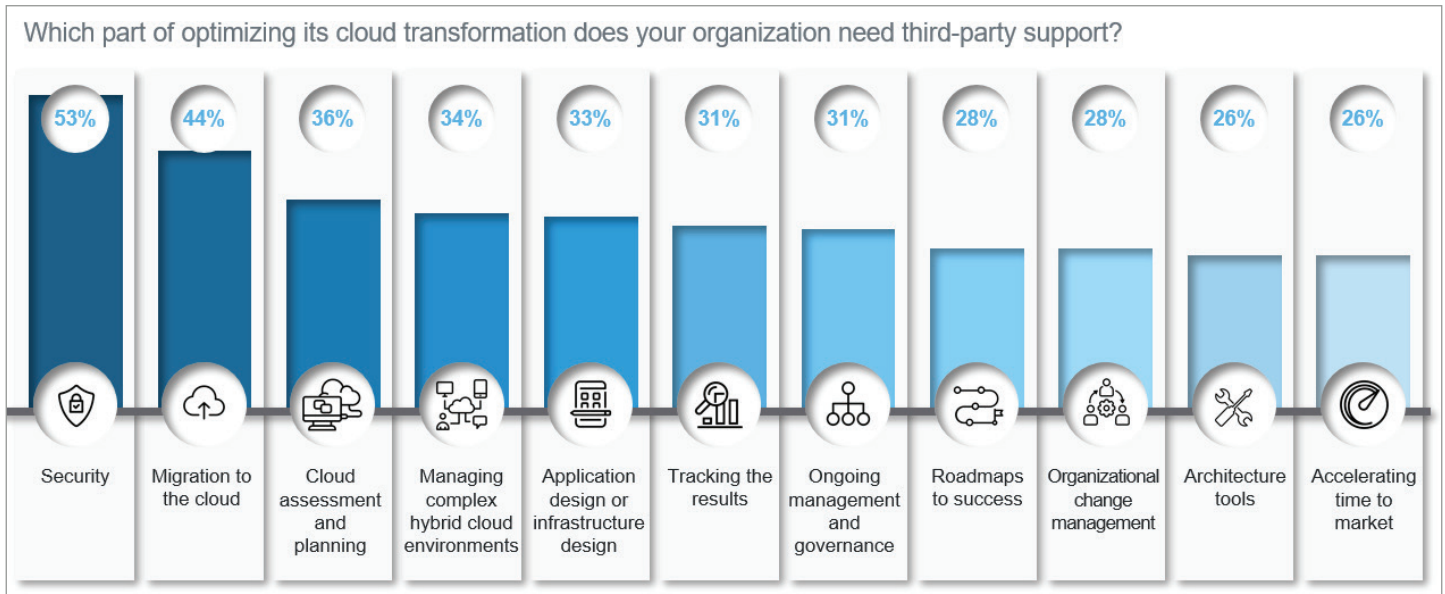 Which part of optimizing its cloud transformation does your organization need third-party support?
53%
44%
36%
34%
33%
31%
31%
28%
28%
26%
26%
Security
Migration to
the cloud
Cloud
assessment
and
planning
Managing
complex
hybrid cloud
environments
Application
design or
infrastructure
design
Tracking the
results
Ongoing
management
and
governance
Roadmaps
to success
Organizational
change
management
Architecture
tools
Accelerating
time to
market